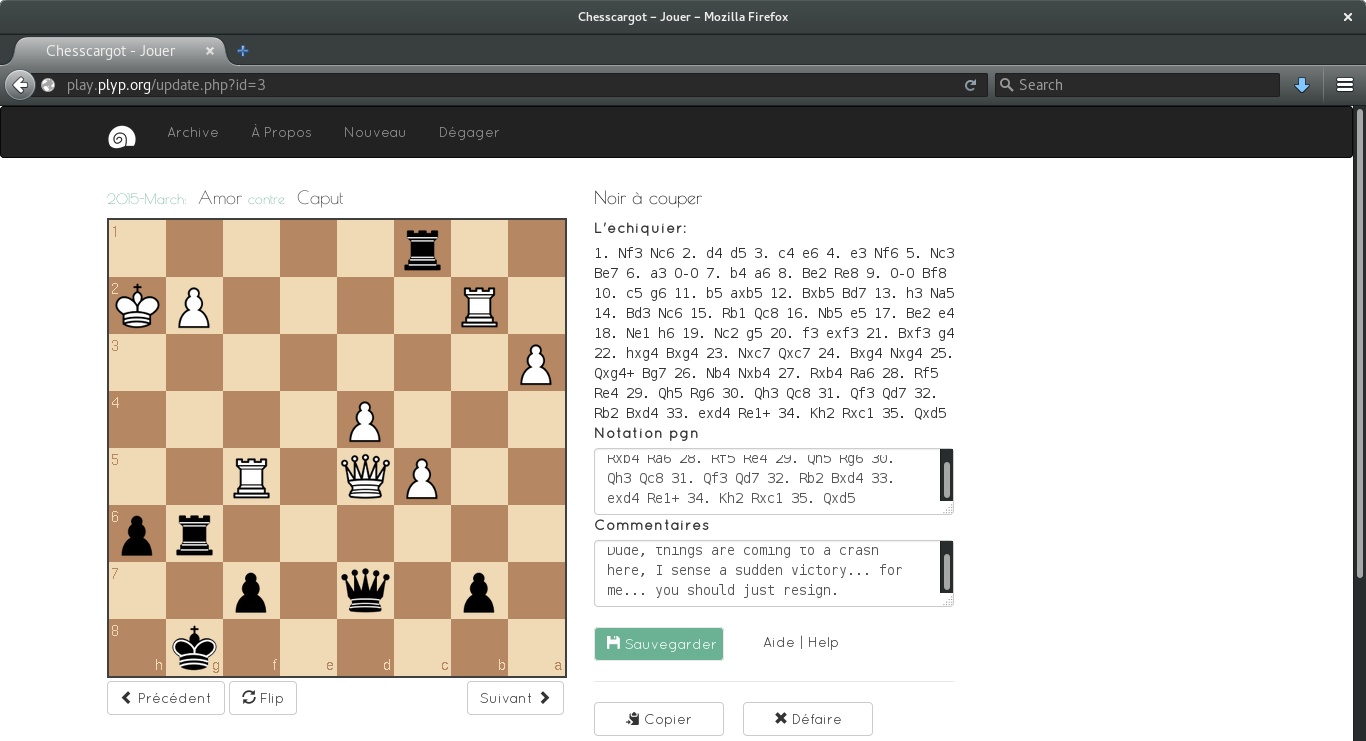 Chesscargot – Jouer – Mozilla Firefox
Chesscargot - Jouer
play.plyp.org/update.php?id=3
Search
Archive À Propos Nouveau Dégager
2015-March: Amor contre Caput
1
2
3
4
5
6
7
8
h g f e d c b a
Précédent Flip Suivant
Noir à couper
L'echiquier:
1. Nf3 Nc6 2. d4 d5 3. c4 e6 4. e3 Nf6 5. Nc3
Be7 6. a3 O-O 7. b4 a6 8. Be2 Re8 9. O-O Bf8
10. c5 g6 11. b5 axb5 12. Bxb5 Bd7 13. h3 Na5
14. Bd3 Nc6 15. Rb1 Qc8 16. Nb5 e5 17. Be2 e4
18. Ne1 h6 19. Nc2 g5 20. f3 exf3 21. Bxf3 g4
22. hxg4 Bxg4 23. Nxc7 Qxc7 24. Bxg4 Nxg4 25.
Qxg4+ Bg7 26. Nb4 Nxb4 27. Rxb4 Ra6 28. Rf5
Re4 29. Qh5 Rg6 30. Qh3 Qc8 31. Qf3 Qd7 32.
Rb2 Bxd4 33. exd4 Re1+ 34. Kh2 Rxc1 35. Qxd5
Notation pgn
Rxb4 Ra6 28. Rf5 Re4 29. Qh5 Rg6 30.
Qh3 Qc8 31. Qf3 Qd7 32. Rb2 Bxd4 33.
exd4 Re1+ 34. Kh2 Rxc1 35. Qxd5
Commentaires
Dude, things are coming to a crash
here, I sense a sudden victory... for
me... you should just resign.
Sauvegarder Aide | Help
Copier Défaire